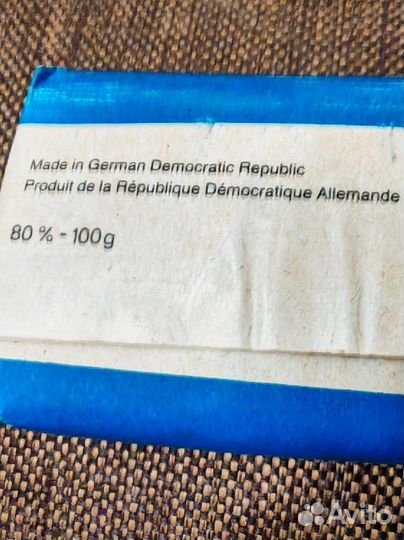 Made in German Democratic Republic
Produit de la République Démocratique Allemande
80 % - 100g
Avito